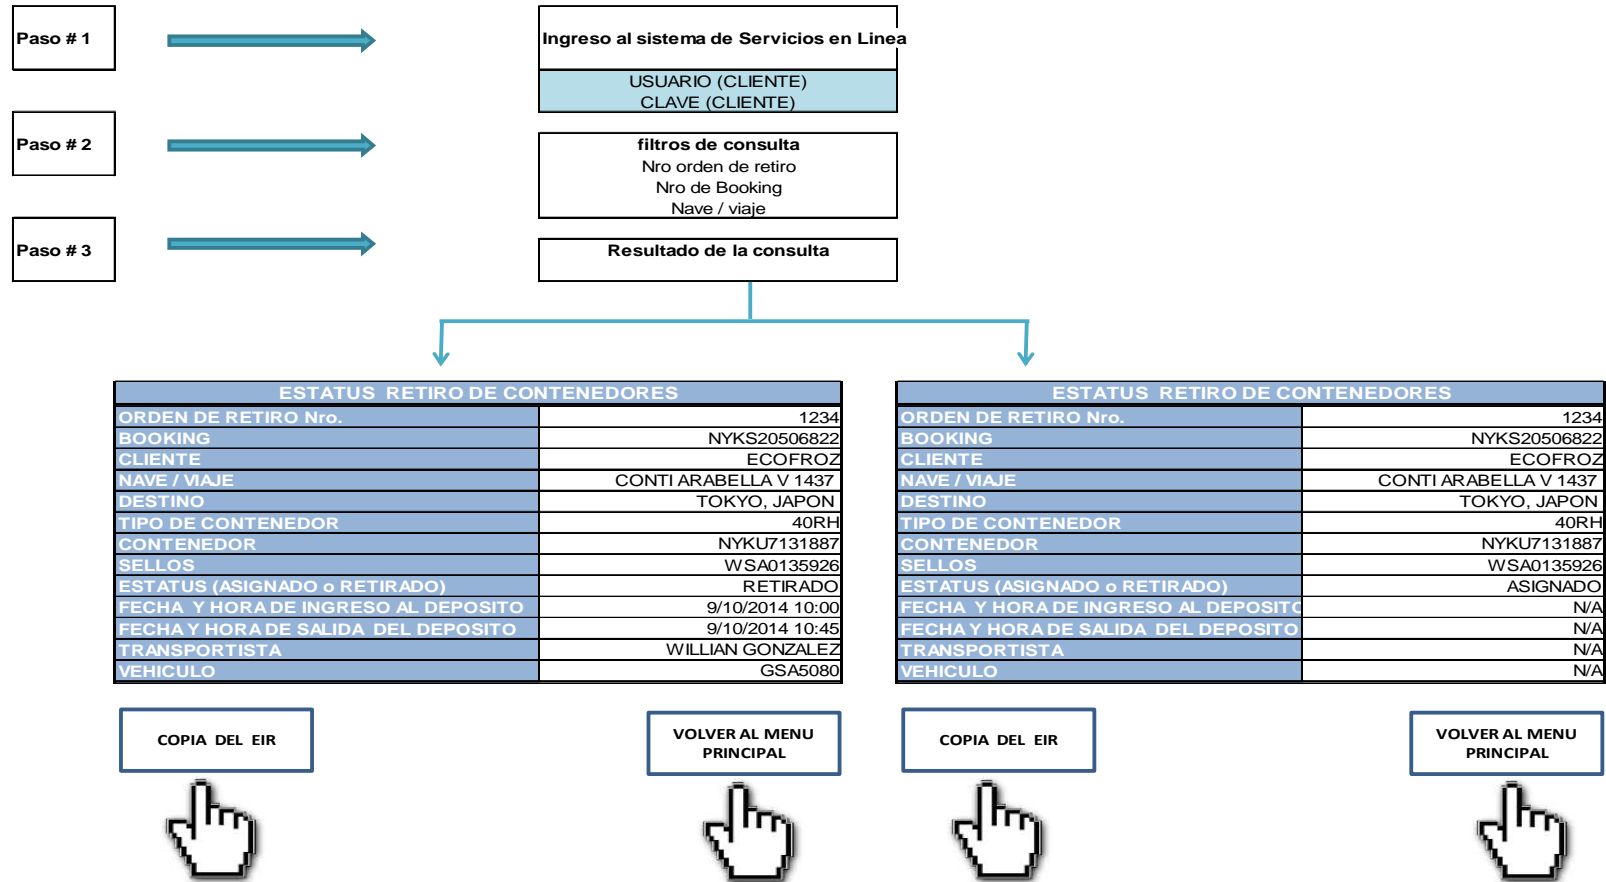 Paso # 1
Ingreso al sistema de Servicios en Linea
USUARIO (CLIENTE)
CLAVE (CLIENTE)
Paso # 2
filtros de consulta
Nro orden de retiro
Nro de Booking
Nave / viaje
Paso # 3
Resultado de la consulta
ESTATUS RETIRO DE CONTENEDORES
ORDEN DE RETIRO Nro. 1234
BOOKING NYKS20506822
CLIENTE ECOFROZ
NAVE / VIAJE CONTI ARABELLA V 1437
DESTINO TOKYO, JAPON
TIPO DE CONTENEDOR 40RH
CONTENEDOR NYKU7131887
SELLOS WSA0135926
ESTATUS (ASIGNADO o RETIRADO) RETIRADO
FECHA Y HORA DE INGRESO AL DEPOSITO 9/10/2014 10:00
FECHA Y HORA DE SALIDA DEL DEPOSITO 9/10/2014 10:45
TRANSPORTISTA WILLIAN GONZALEZ
VEHICULO GSA5080
COPIA DEL EIR
VOLVER AL MENU
PRINCIPAL
ESTATUS RETIRO DE CONTENEDORES
ORDEN DE RETIRO Nro. 1234
BOOKING NYKS20506822
CLIENTE ECOFROZ
NAVE / VIAJE CONTI ARABELLA V 1437
DESTINO TOKYO, JAPON
TIPO DE CONTENEDOR 40RH
CONTENEDOR NYKU7131887
SELLOS WSA0135926
ESTATUS (ASIGNADO o RETIRADO) ASIGNADO
FECHA Y HORA DE INGRESO AL DEPOSITO N/A
FECHA Y HORA DE SALIDA DEL DEPOSITO N/A
TRANSPORTISTA N/A
VEHICULO N/A
COPIA DEL EIR
VOLVER AL MENU
PRINCIPAL